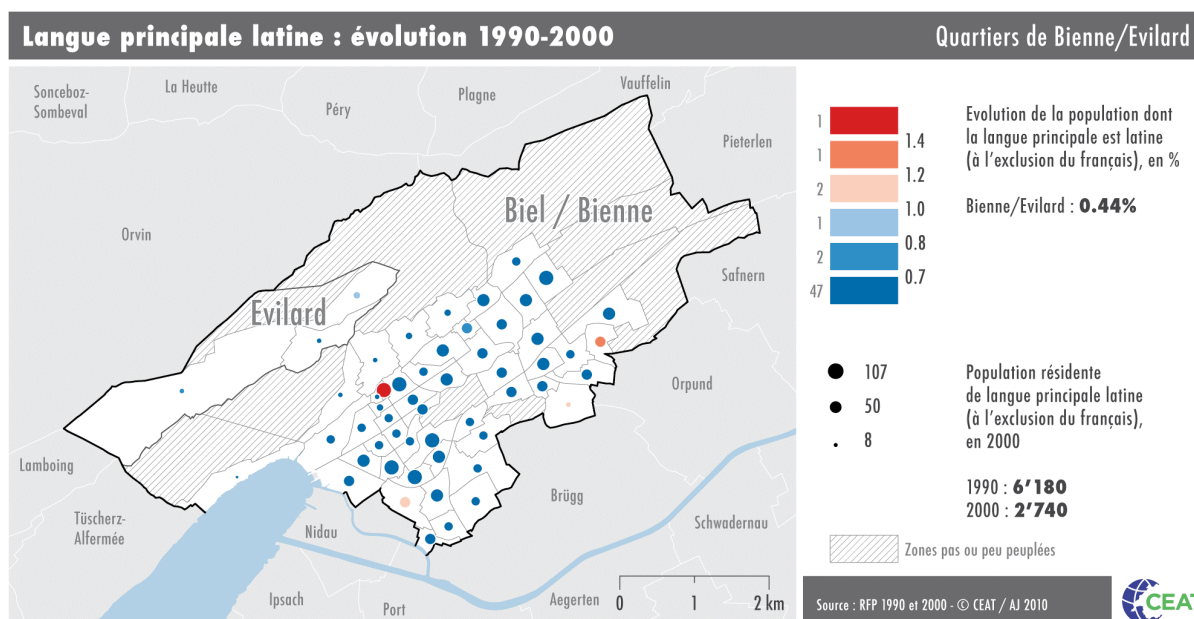 Langue principale latine : évolution 1990-2000
Quartiers de Bienne/Evilard
Sonceboz-
Sombeval
La Heutte
Péry
Plagne
Vauffelin
Pieterlen
Orvin
Biel / Bienne
Safnern
Evilard
Orpund
Lamboing
Tüscherz-
Alfermée
Nidau
Brügg
Schwadernau
Ipsach
Port
Aegerten
0 1 2 km
1
1.4
1
1.2
2
1.0
1
0.8
2
0.7
47
Evolution de la population dont
la langue principale est latine
(à l'exclusion du français), en %
Bienne/Evilard : 0.44%
107
50
8
Population résidente
de langue principale latine
(à l'exclusion du français),
en 2000
1990 : 6'180
2000 : 2'740
Zones pas ou peu peuplées
Source : RFP 1990 et 2000 - © CEAT / AJ 2010
CEAT